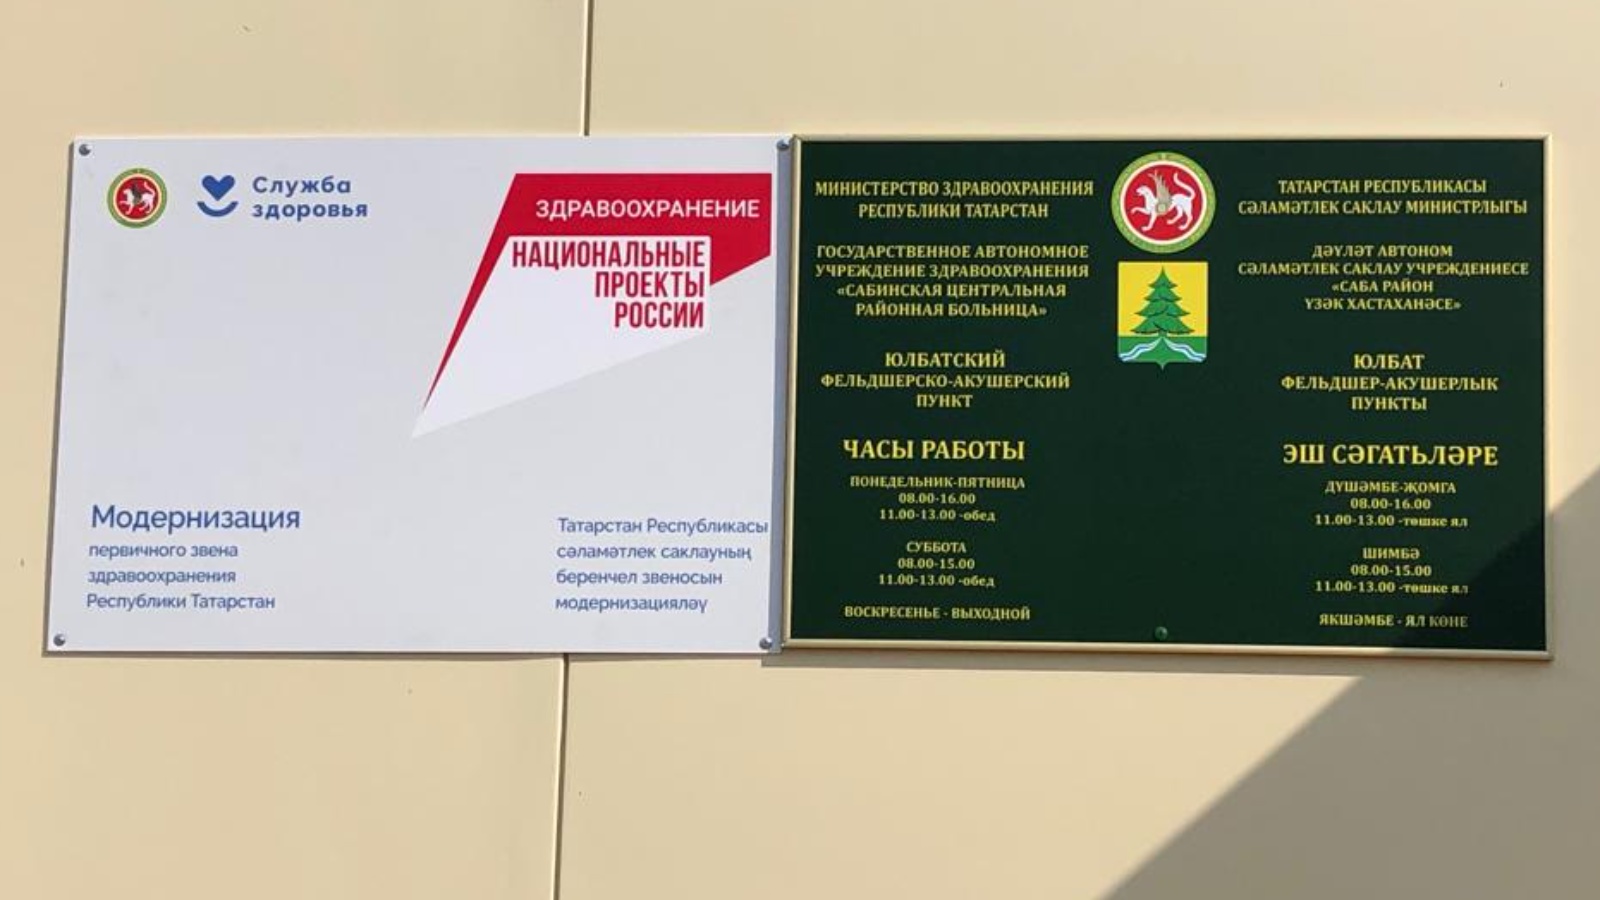 Служба
здоровья
ЗДРАВООХРАНЕНИЕ
НАЦИОНАЛЬНЫЕ
ПРОЕКТЫ
РОССИИ
Модернизация
первичного звена
здравоохранения
Республики Татарстан
Татарстан Республикасы
сәламәтлек саклауның
беренчел звеносын
модернизацияләү
МИНИСТЕРСТВО ЗДРАВООХРАНЕНИЯ
РЕСПУБЛИКИ ТАТАРСТАН
ГОСУДАРСТВЕННОЕ АВТОНОМНОЕ
УЧРЕЖДЕНИЕ ЗДРАВООХРАНЕНИЯ
«САБИНСКАЯ ЦЕНТРАЛЬНАЯ
РАЙОННАЯ БОЛЬНИЦА»
ЮЛБАТСКИЙ
ФЕЛЬДШЕРСКО-АКУШЕРСКИЙ
ПУНКТ
ЧАСЫ РАБОТЫ
ПОНЕДЕЛЬНИК-ПЯТНИЦА
08.00-16.00
11.00-13.00 -обед
СУББОТА
08.00-15.00
11.00-13.00 -обед
ВОСКРЕСЕНЬЕ - ВЫХОДНОЙ
ТАТАРСТАН РЕСПУБЛИКАСЫ
СӘЛАМӘТЛЕК САКЛАУ МИНИСТРЛЫГЫ
ДӘҮЛӘТ АВТОНОМ
СӘЛАМӘТЛЕК САКЛАУ УЧРЕЖДЕНИЕСЕ
«САБА РАЙОН
ҮЗӘК ХАСТАХАНӘСЕ»
ЮЛБАТ
ФЕЛЬДШЕР-АКУШЕРЛЫК
ПУНКТЫ
ЭШ СӘГАТЬЛӘРЕ
ДҮШӘМБЕ-ҖОМГА
08.00-16.00
11.00-13.00 -төшке ял
ШИМБӘ
08.00-15.00
11.00-13.00 -төшке ял
ЯКШӘМБЕ - ЯЛ КӨНЕ